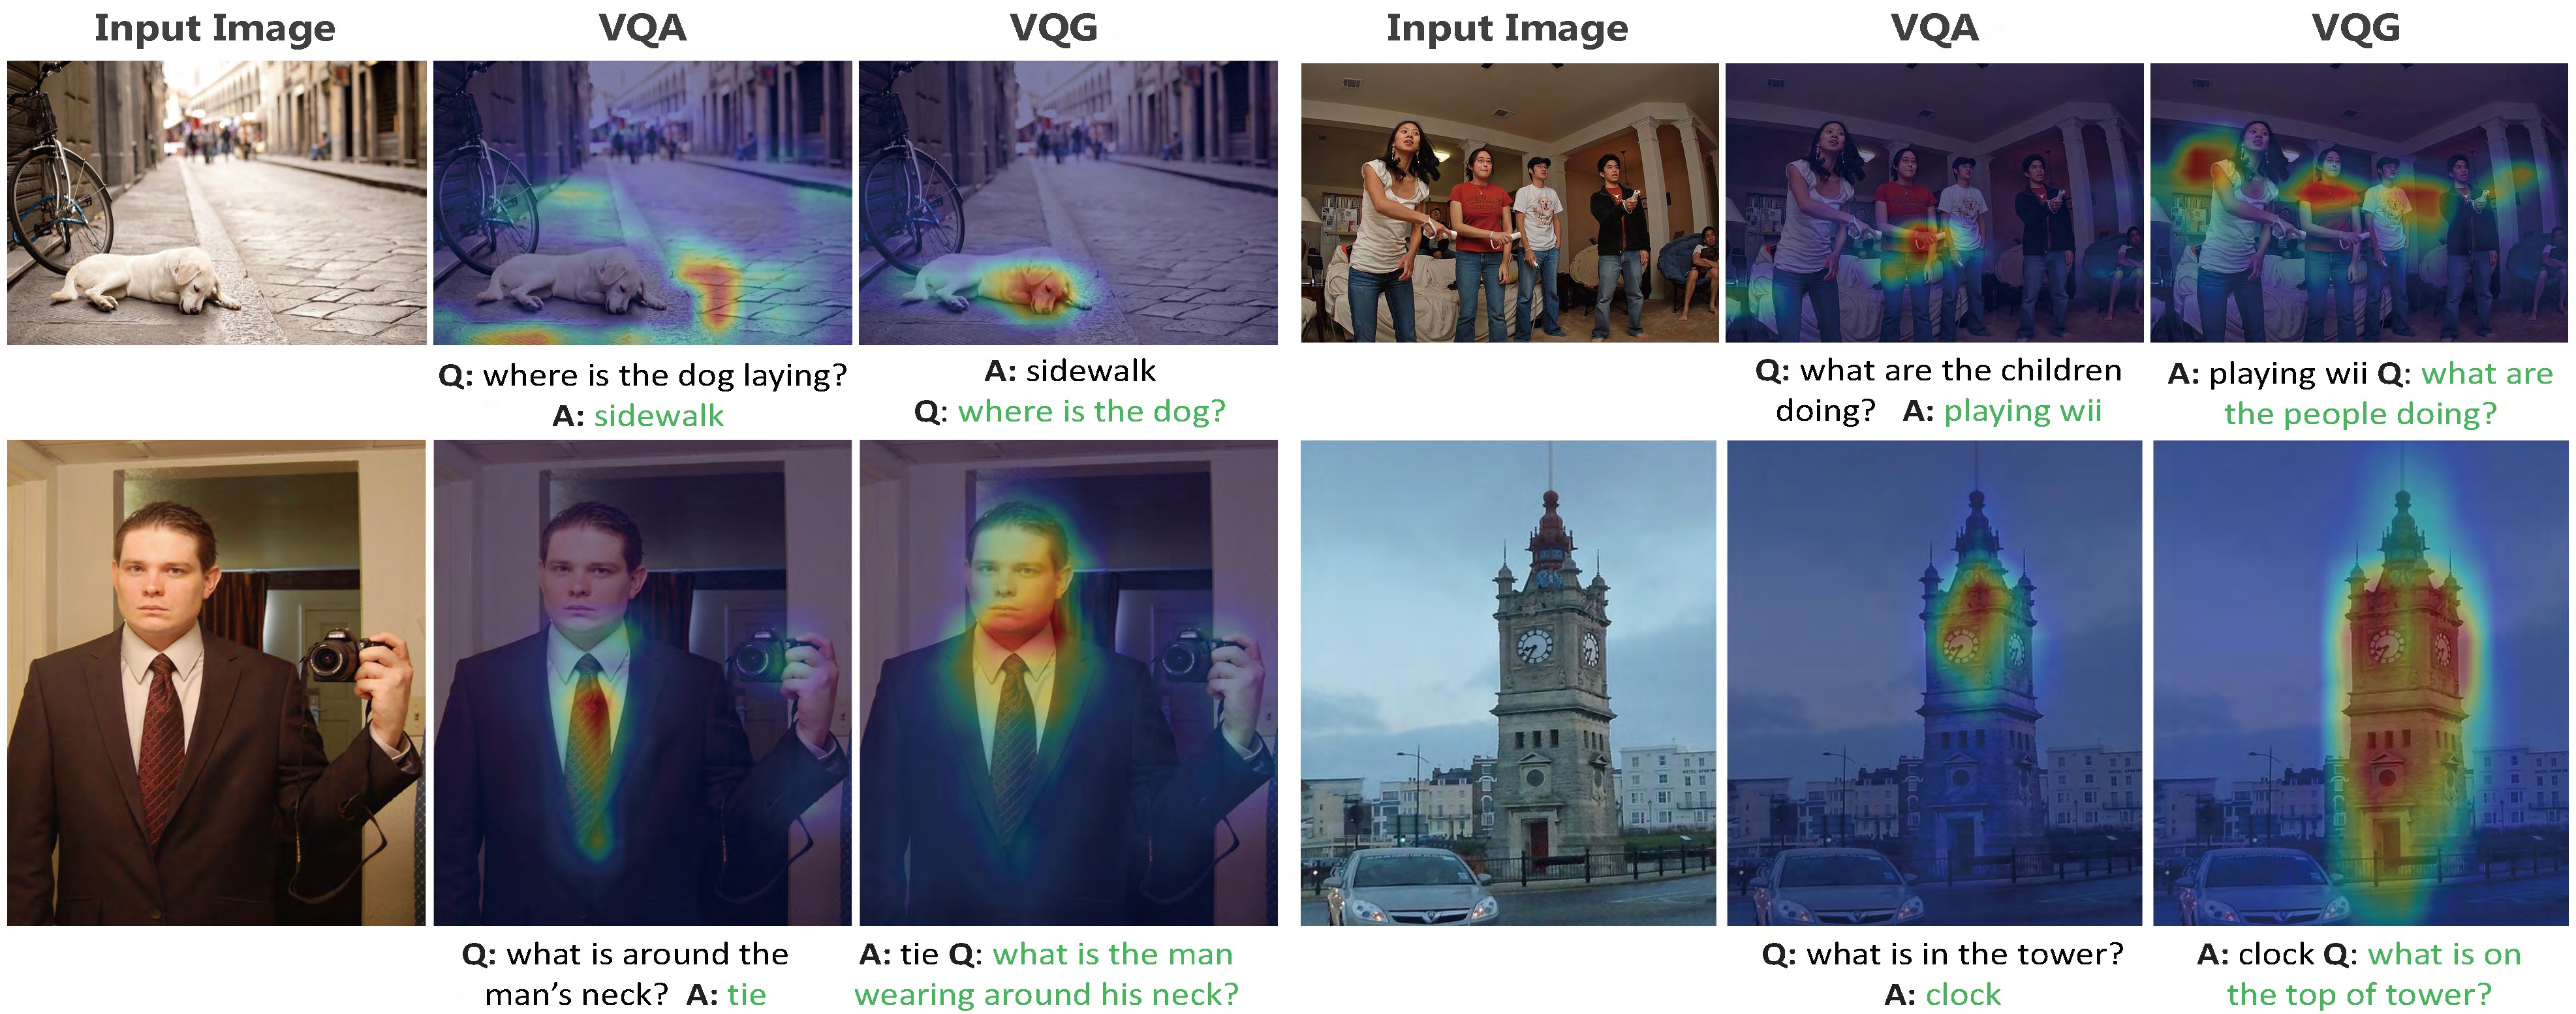 Input Image
VQA
VQG
Input Image
VQA
VQG
Q: where is the dog laying?
A: sidewalk
A: sidewalk
Q: where is the dog?
Q: what are the children
doing? A: playing wii
A: playing wii Q: what are
the people doing?
Q: what is around the
man's neck? A: tie
A: tie Q: what is the man
wearing around his neck?
Q: what is in the tower?
A: clock
A: clock Q: what is on
the top of tower?